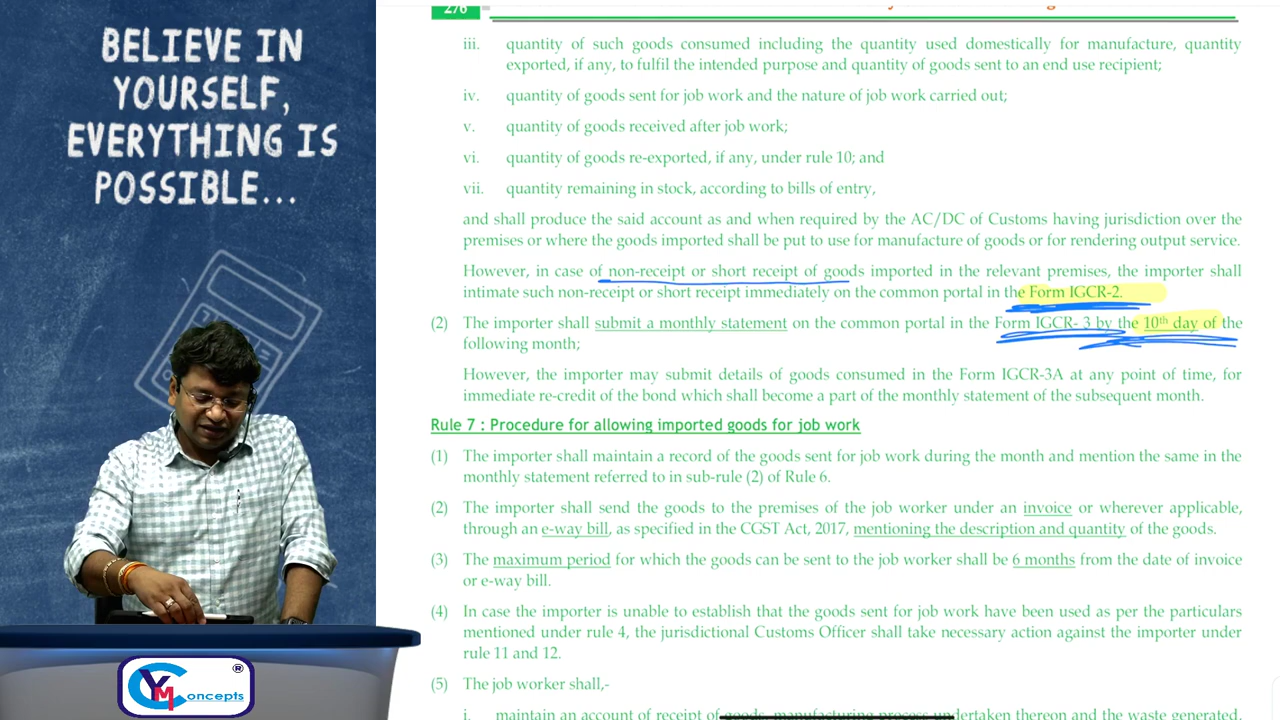 BELIEVE IN
YOURSELF,
EVERYTHING IS
POSSIBLE...
276
iii. quantity of such goods consumed including the quantity used domestically for manufacture, quantity
exported, if any, to fulfil the intended purpose and quantity of goods sent to an end use recipient;
iv. quantity of goods sent for job work and the nature of job work carried out;
v. quantity of goods received after job work;
vi. quantity of goods re-exported, if any, under rule 10; and
vii. quantity remaining in stock, according to bills of entry,
and shall produce the said account as and when required by the AC/DC of Customs having jurisdiction over the
premises or where the goods imported shall be put to use for manufacture of goods or for rendering output service.
However, in case of non-receipt or short receipt of goods imported in the relevant premises, the importer shall
intimate such non-receipt or short receipt immediately on the common portal in the Form IGCR-2.
(2) The importer shall submit a monthly statement on the common portal in the Form IGCR- 3 by the 10th day of the
following month;
However, the importer may submit details of goods consumed in the Form IGCR-3A at any point of time, for
immediate re-credit of the bond which shall become a part of the monthly statement of the subsequent month.
Rule 7 : Procedure for allowing imported goods for job work
(1) The importer shall maintain a record of the goods sent for job work during the month and mention the same in the
monthly statement referred to in sub-rule (2) of Rule 6.
(2) The importer shall send the goods to the premises of the job worker under an invoice or wherever applicable,
through an e-way bill, as specified in the CGST Act, 2017, mentioning the description and quantity of the goods.
(3) The maximum period for which the goods can be sent to the job worker shall be 6 months from the date of invoice
or e-way bill.
(4) In case the importer is unable to establish that the goods sent for job work have been used as per the particulars
mentioned under rule 4, the jurisdictional Customs Officer shall take necessary action against the importer under
rule 11 and 12.
(5) The job worker shall,-
i. maintain an account of receipt of goods, manufacturing process undertaken thereon and the waste generated,
YM Concepts ®